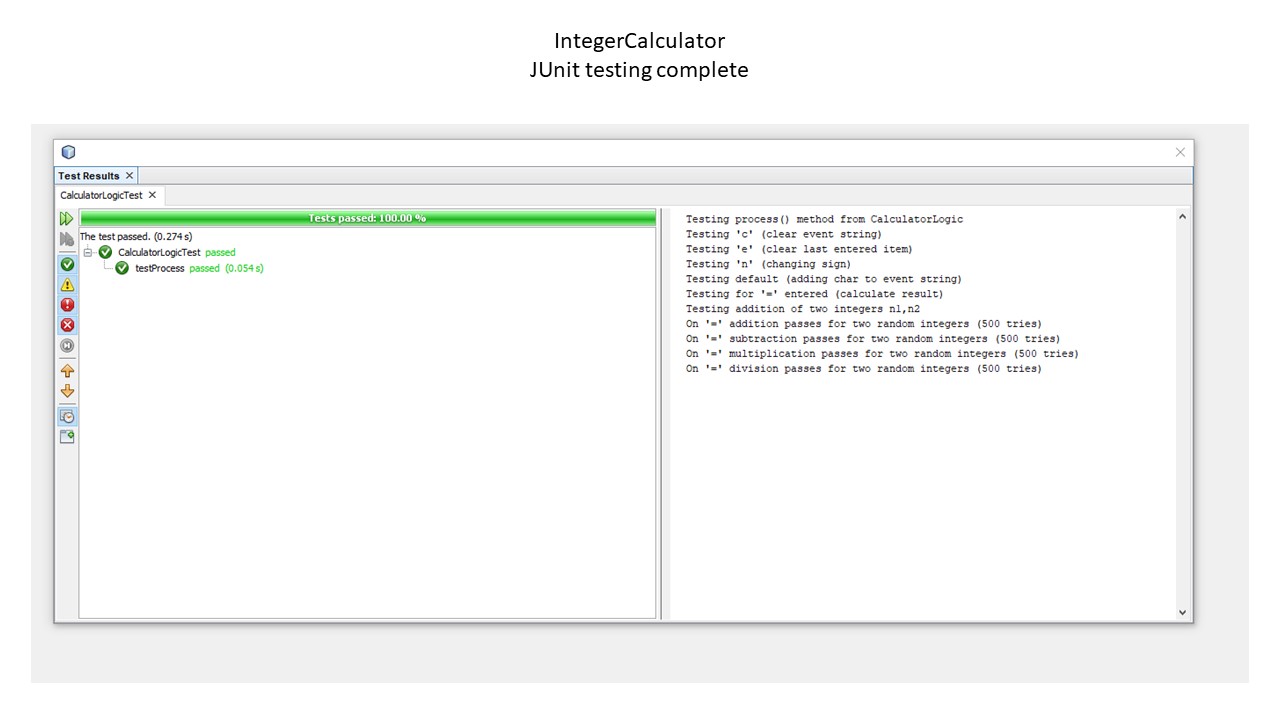 IntegerCalculator
JUnit testing complete
Test Results
CalculatorLogicTest
Tests passed: 100.00 %
The test passed. (0.274 s)
CalculatorLogicTest passed
testProcess passed (0.054 s)
Testing process() method from CalculatorLogic
Testing 'c' (clear event string)
Testing 'e' (clear last entered item)
Testing 'n' (changing sign)
Testing default (adding char to event string)
Testing for '=' entered (calculate result)
Testing addition of two integers n1,n2
On '=' addition passes for two random integers (500 tries)
On '=' subtraction passes for two random integers (500 tries)
On '=' multiplication passes for two random integers (500 tries)
On '=' division passes for two random integers (500 tries)